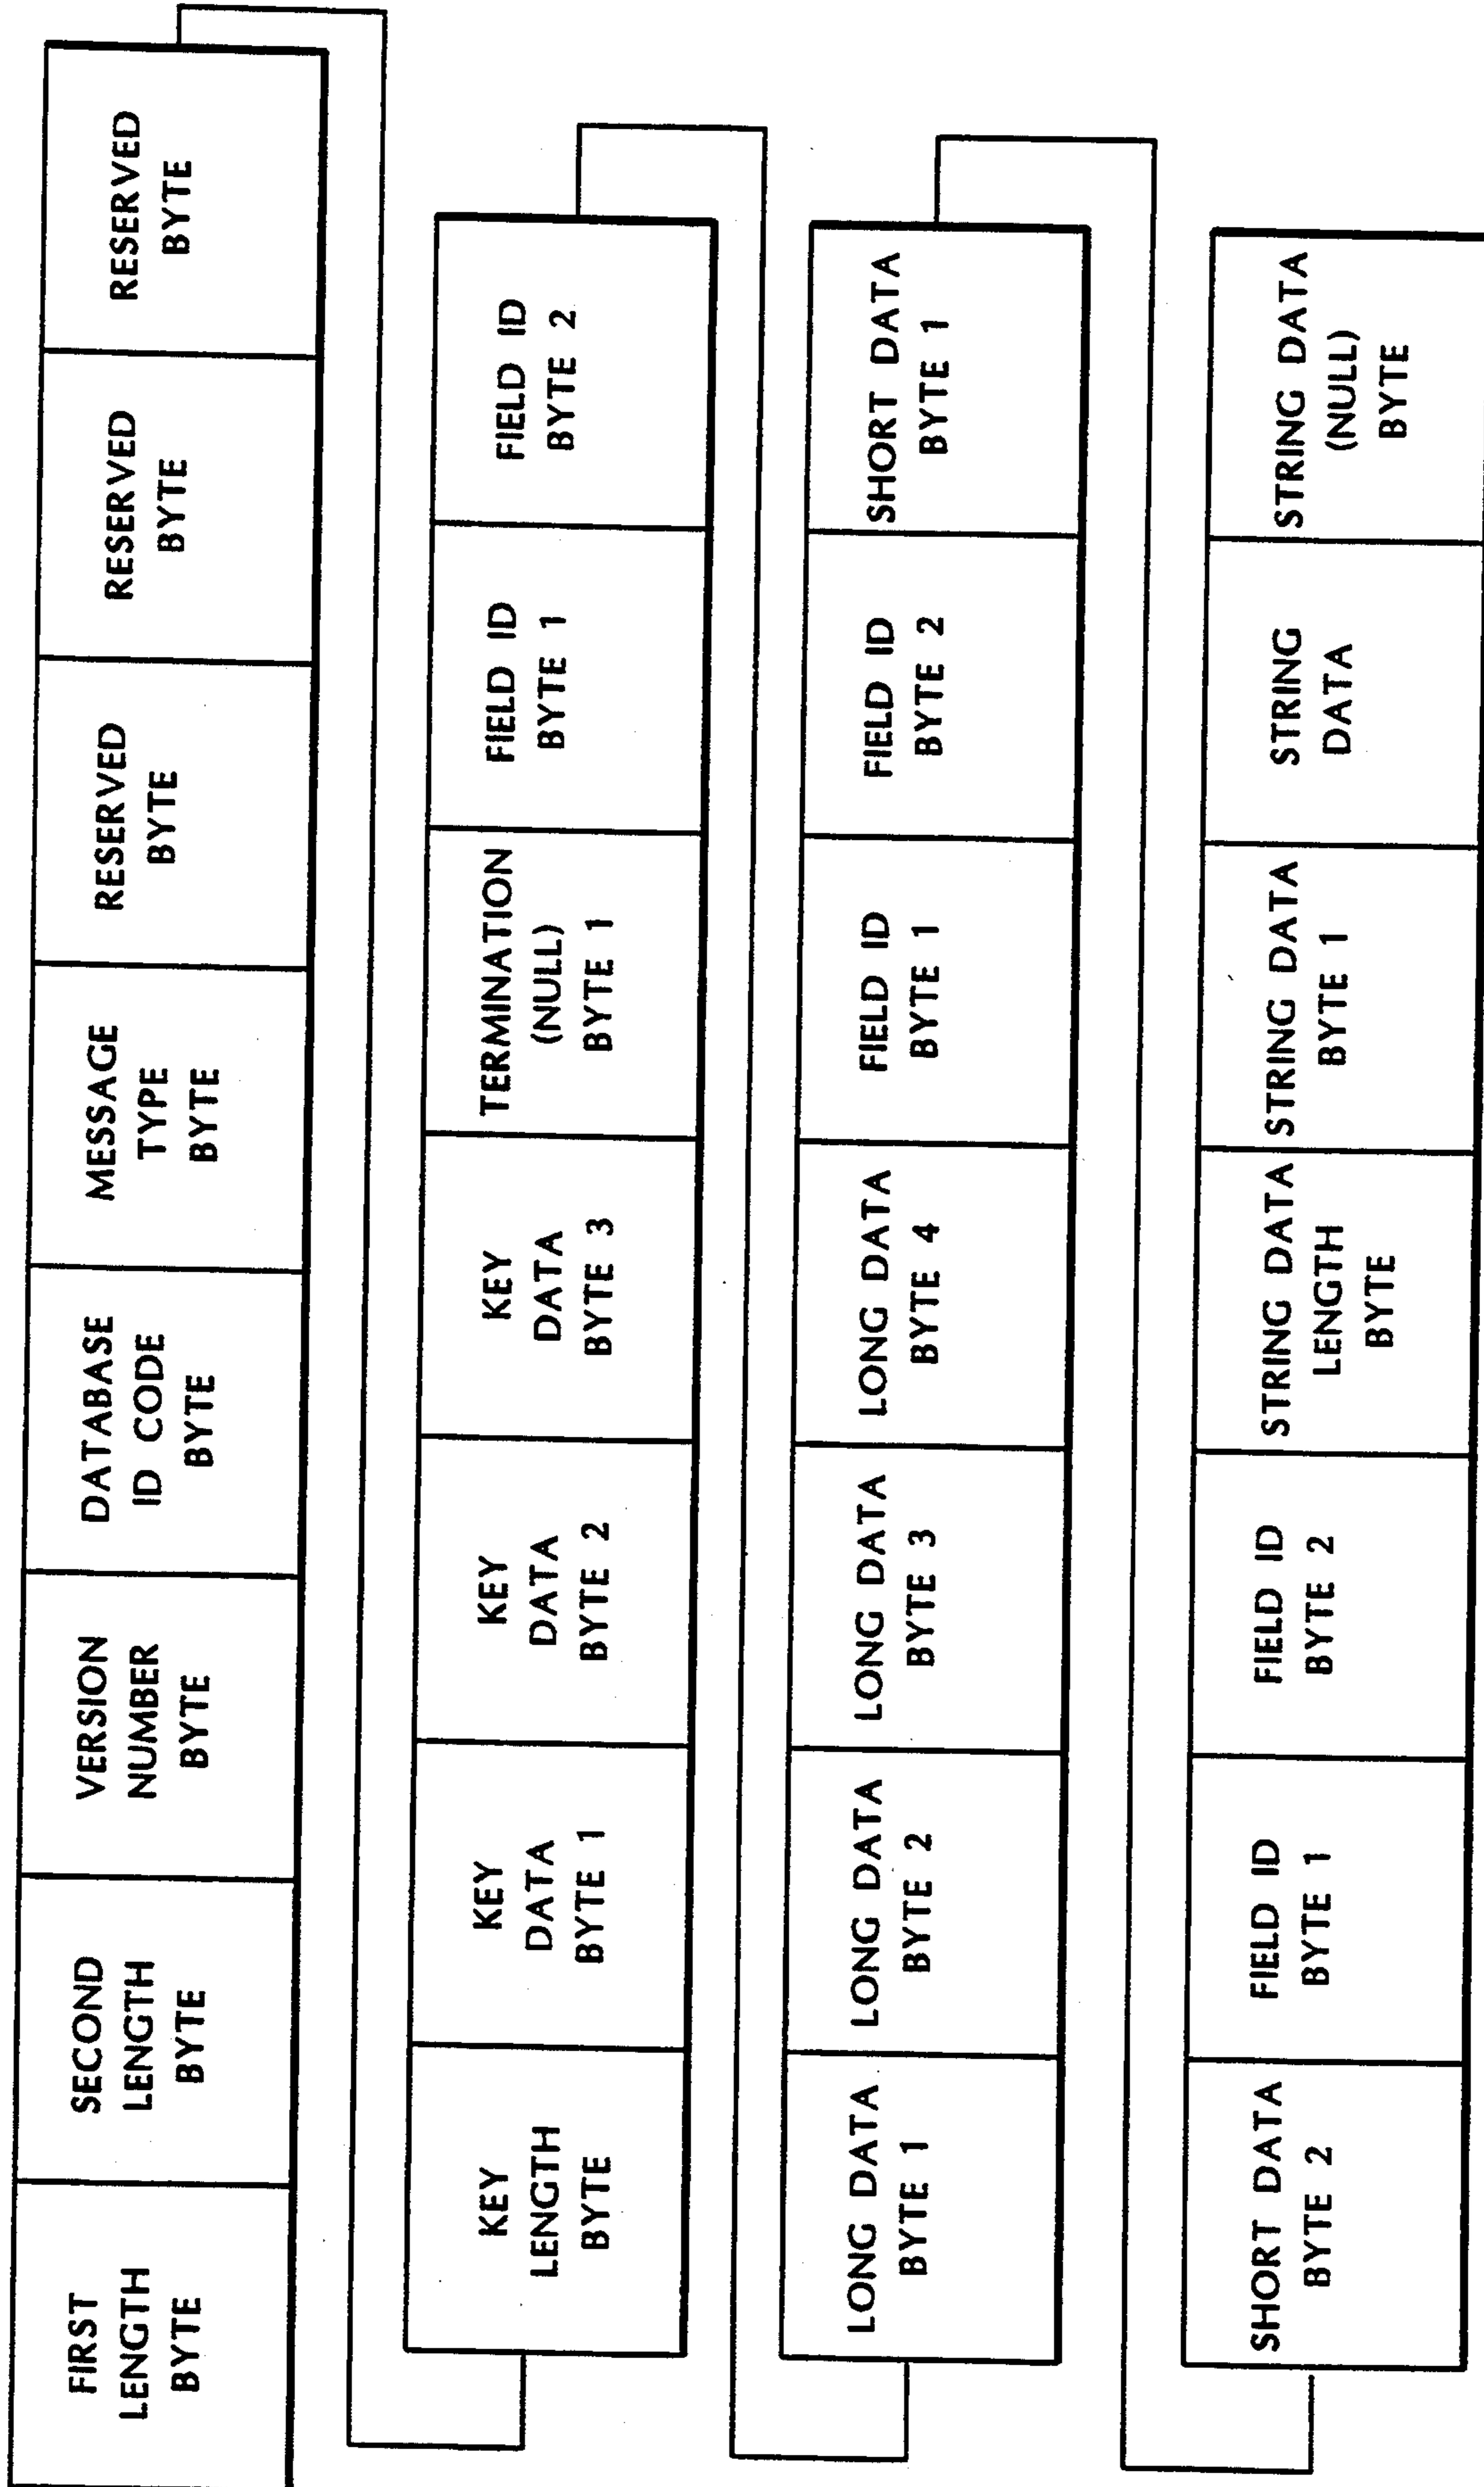 FIRST
LENGTH
BYTE
SECOND
LENGTH
BYTE
VERSION
NUMBER
BYTE
DATABASE
ID CODE
BYTE
MESSAGE
TYPE
BYTE
RESERVED
BYTE
RESERVED
BYTE
RESERVED
BYTE
KEY
LENGTH
BYTE
KEY
DATA
BYTE 1
KEY
DATA
BYTE 2
KEY
DATA
BYTE 3
TERMINATION
(NULL)
BYTE 1
FIELD ID
BYTE 1
FIELD ID
BYTE 2
LONG DATA
BYTE 1
LONG DATA
BYTE 2
LONG DATA
BYTE 3
LONG DATA
BYTE 4
FIELD ID
BYTE 1
FIELD ID
BYTE 2
SHORT DATA
BYTE 1
SHORT DATA
BYTE 2
FIELD ID
BYTE 1
FIELD ID
BYTE 2
STRING DATA
LENGTH
BYTE
STRING DATA
BYTE 1
STRING
DATA
STRING DATA
(NULL)
BYTE